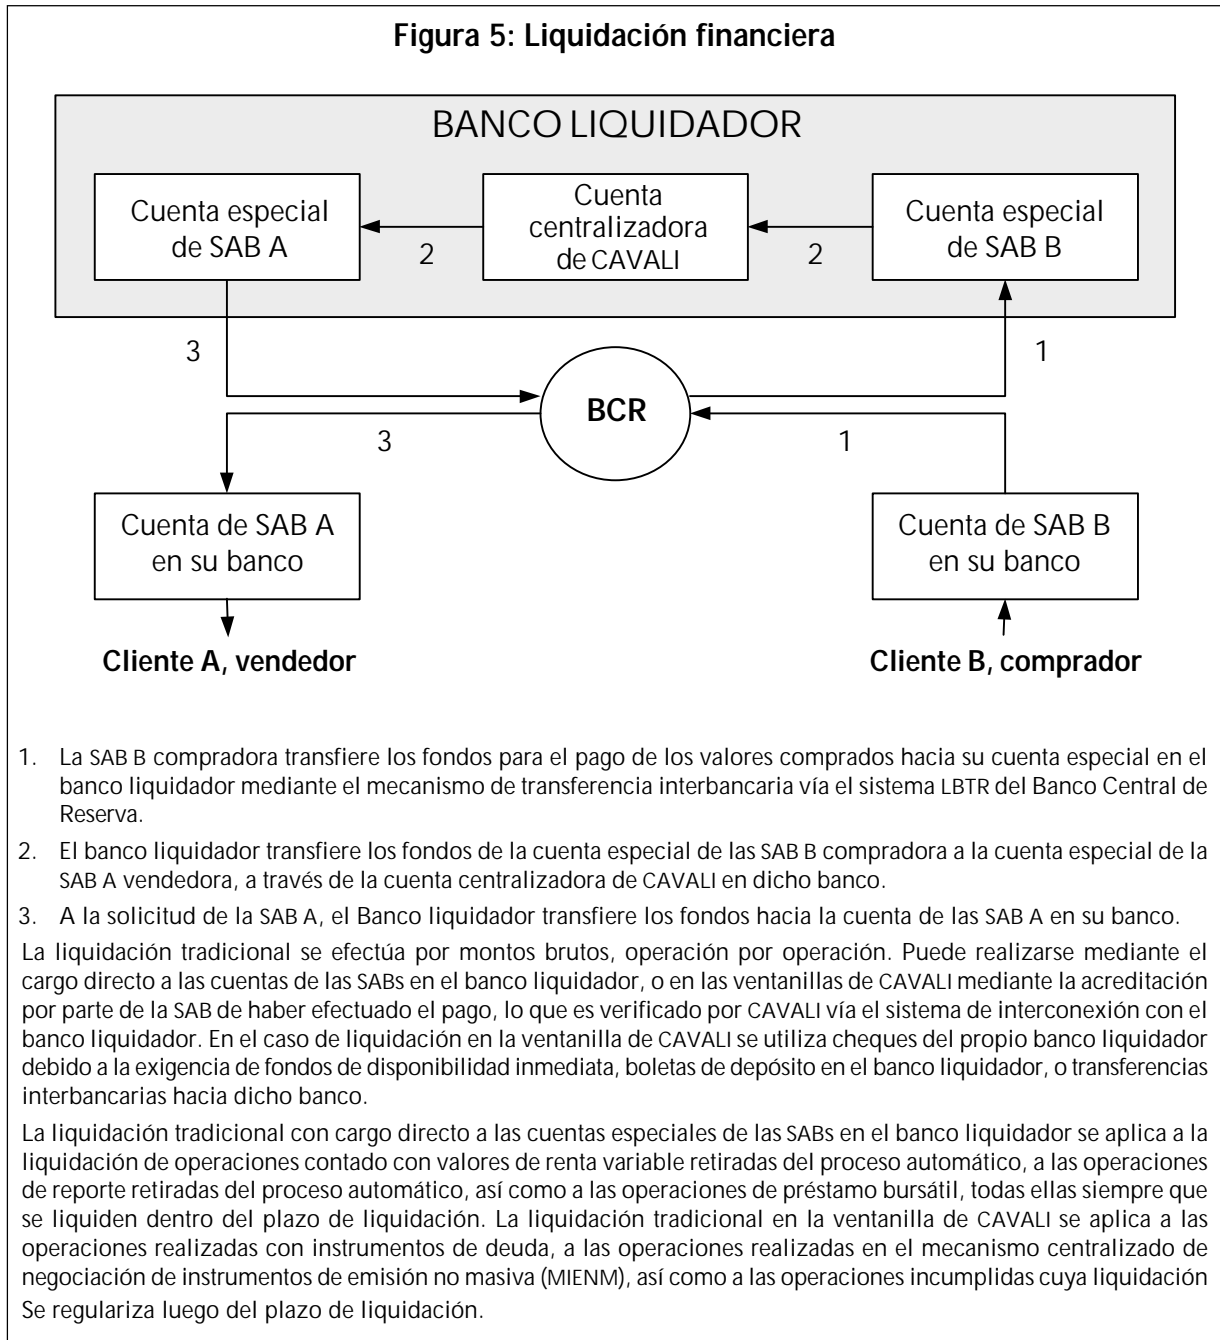 Figura 5: Liquidación financiera
BANCO LIQUIDADOR
Cuenta especial
de SAB A
Cuenta
centralizadora
de CAVALI
Cuenta especial
de SAB B
2
2
3
1
BCR
3
1
Cuenta de SAB A
en su banco
Cuenta de SAB B
en su banco
Cliente A, vendedor
Cliente B, comprador
1. La SAB B compradora transfiere los fondos para el pago de los valores comprados hacia su cuenta especial en el
banco liquidador mediante el mecanismo de transferencia interbancaria vía el sistema LBTR del Banco Central de
Reserva.
2. El banco liquidador transfiere los fondos de la cuenta especial de las SAB B compradora a la cuenta especial de la
SAB A vendedora, a través de la cuenta centralizadora de CAVALI en dicho banco.
3. A la solicitud de la SAB A, el Banco liquidador transfiere los fondos hacia la cuenta de las SAB A en su banco.
La liquidación tradicional se efectúa por montos brutos, operación por operación. Puede realizarse mediante el
cargo directo a las cuentas de las SABs en el banco liquidador, o en las ventanillas de CAVALI mediante la acreditación
por parte de la SAB de haber efectuado el pago, lo que es verificado por CAVALI vía el sistema de interconexión con el
banco liquidador. En el caso de liquidación en la ventanilla de CAVALI se utiliza cheques del propio banco liquidador
debido a la exigencia de fondos de disponibilidad inmediata, boletas de depósito en el banco liquidador, o transferencias
interbancarias hacia dicho banco.
La liquidación tradicional con cargo directo a las cuentas especiales de las SABs en el banco liquidador se aplica a la
liquidación de operaciones contado con valores de renta variable retiradas del proceso automático, a las operaciones
de reporte retiradas del proceso automático, así como a las operaciones de préstamo bursátil, todas ellas siempre que
se liquiden dentro del plazo de liquidación. La liquidación tradicional en la ventanilla de CAVALI se aplica a las
operaciones realizadas con instrumentos de deuda, a las operaciones realizadas en el mecanismo centralizado de
negociación de instrumentos de emisión no masiva (MIENM), así como a las operaciones incumplidas cuya liquidación
Se regulariza luego del plazo de liquidación.